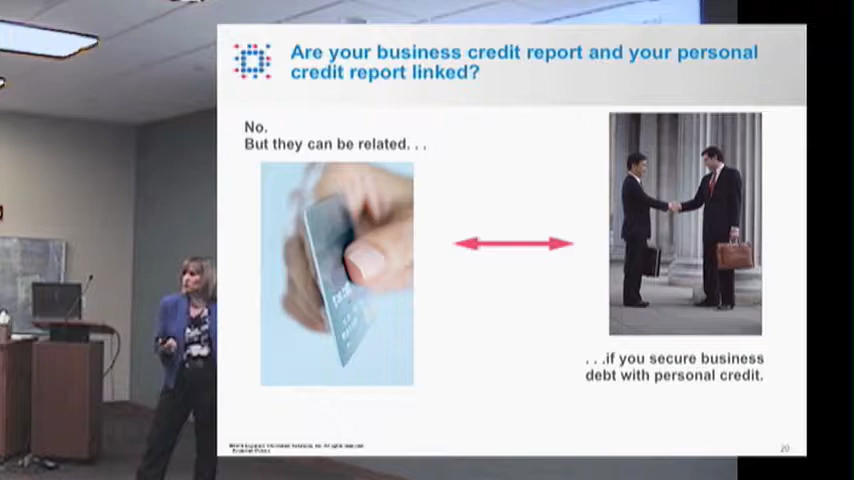 Are your business credit report and your personal
credit report linked?
No.
But they can be related. . .
. . .if you secure business
debt with personal credit.
20